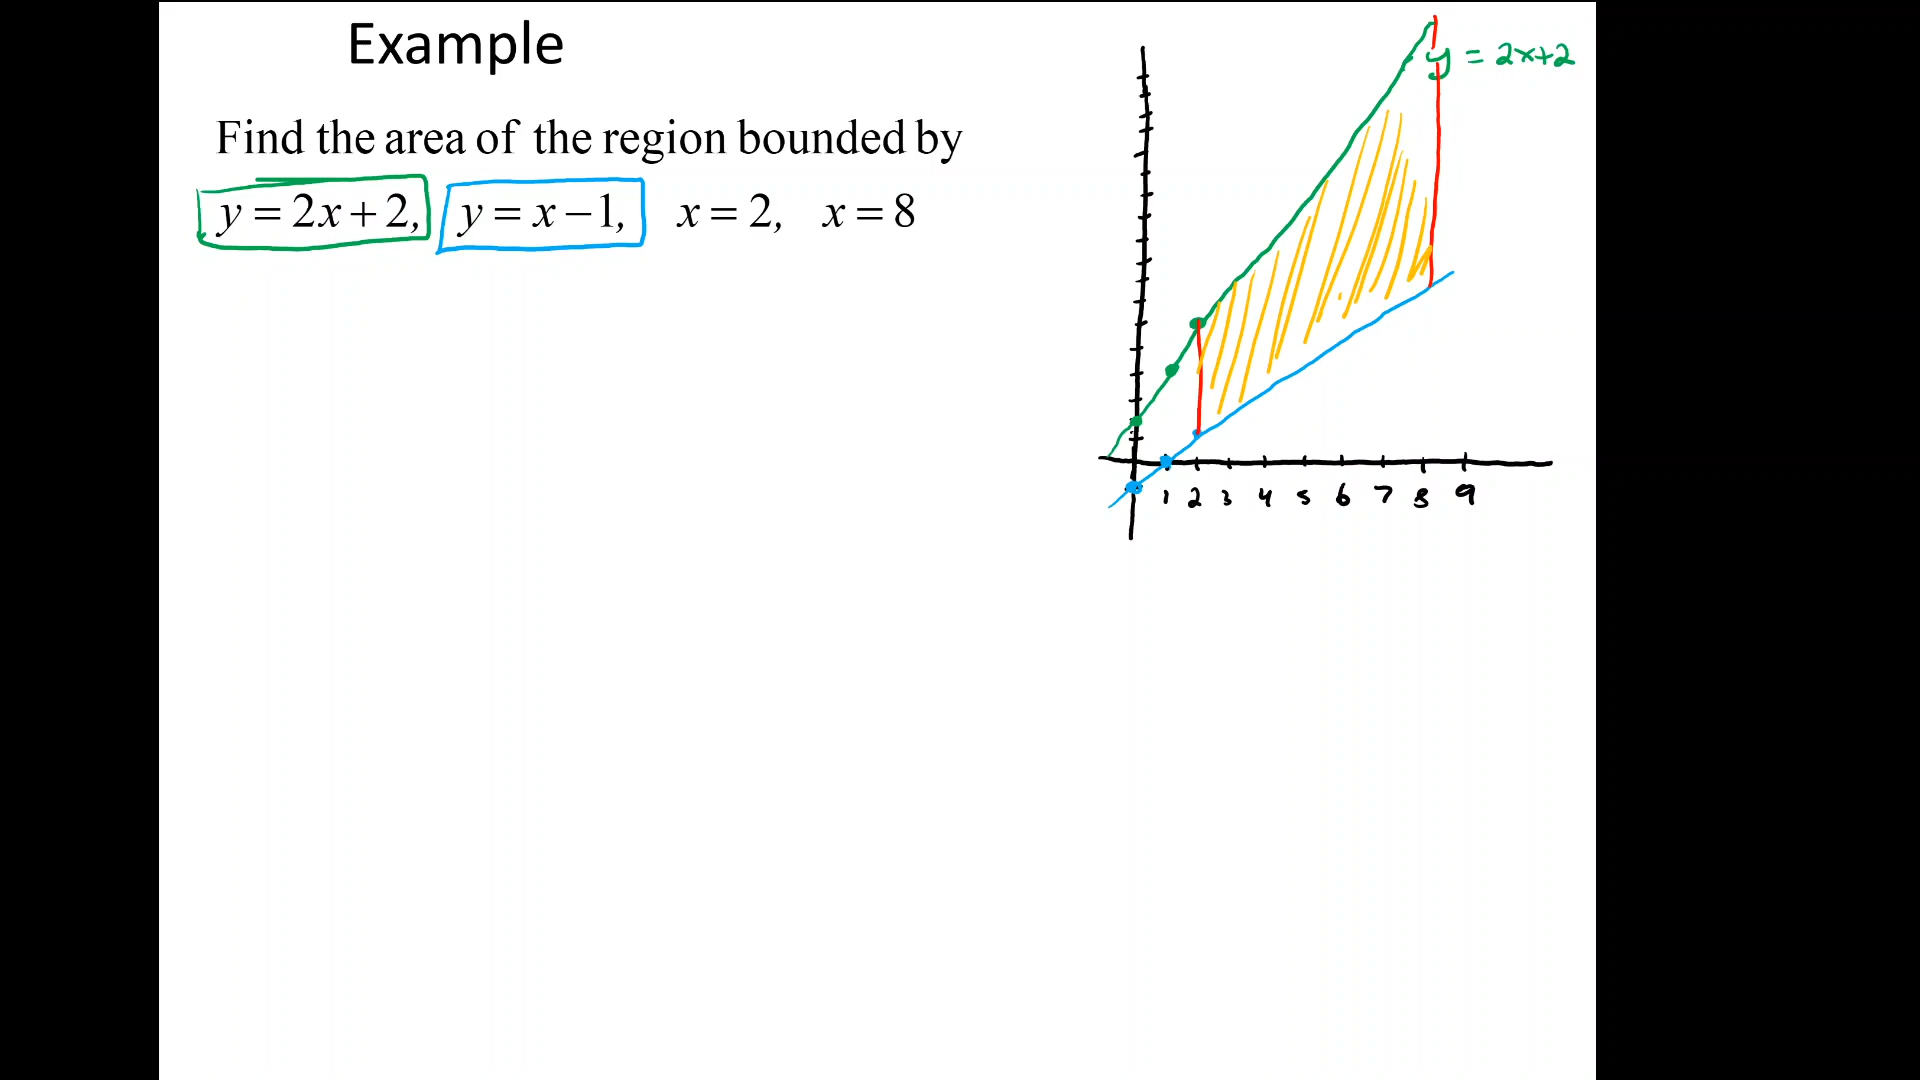 Example
y = 2x+2
Find the area of the region bounded by
y = 2x + 2, y = x − 1, x = 2, x = 8
1 2 3 4 5 6 7 8 9